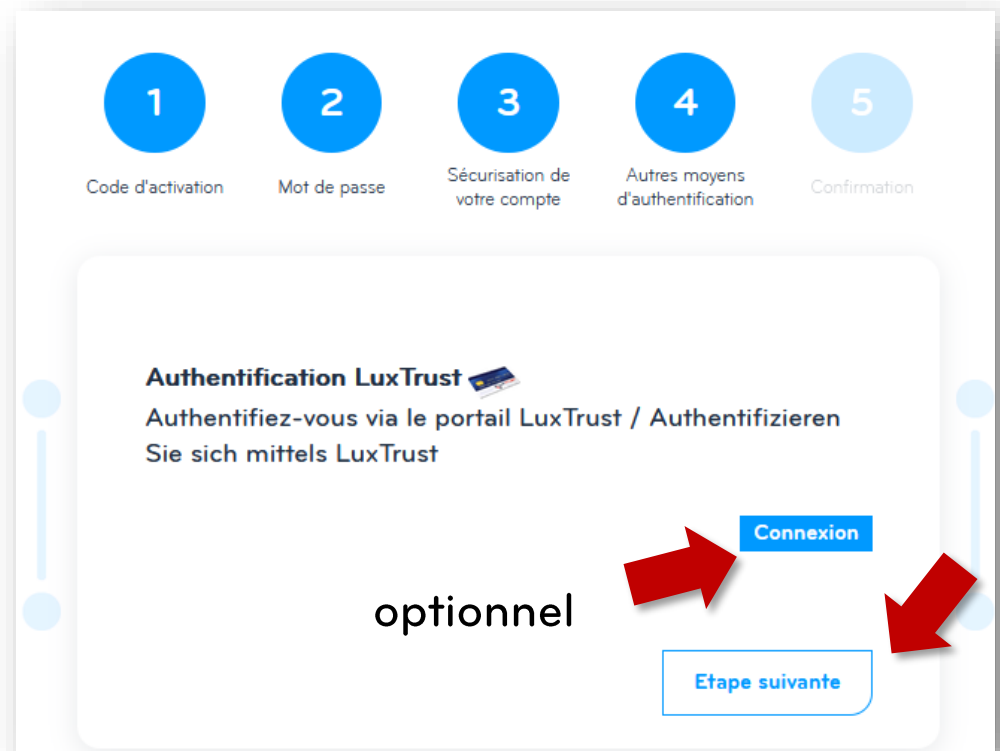 1
2
3
4
5
Code d'activation
Mot de passe
Sécurisation de
votre compte
Autres moyens
d'authentification
Confirmation
Authentification LuxTrust
Authentifiez-vous via le portail LuxTrust / Authentifizieren
Sie sich mittels LuxTrust
Connexion
optionnel
Etape suivante